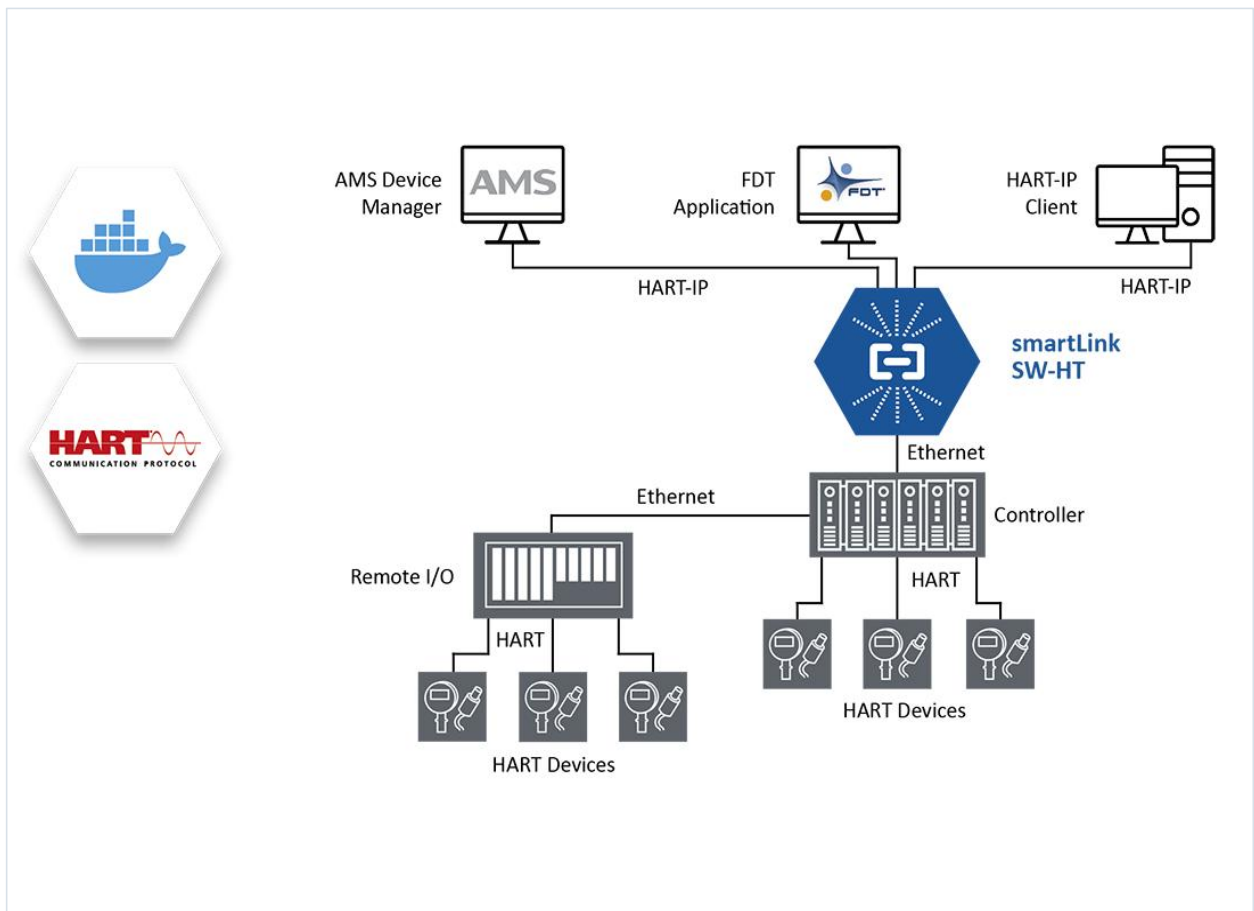 AMS Device
Manager
AMS
FDT
Application
FDT
HART-IP
Client
HART-IP
HART-IP
smartLink
SW-HT
HART
COMMUNICATION PROTOCOL
Ethernet
Ethernet
Controller
Remote I/O
HART
HART
HART Devices
HART Devices